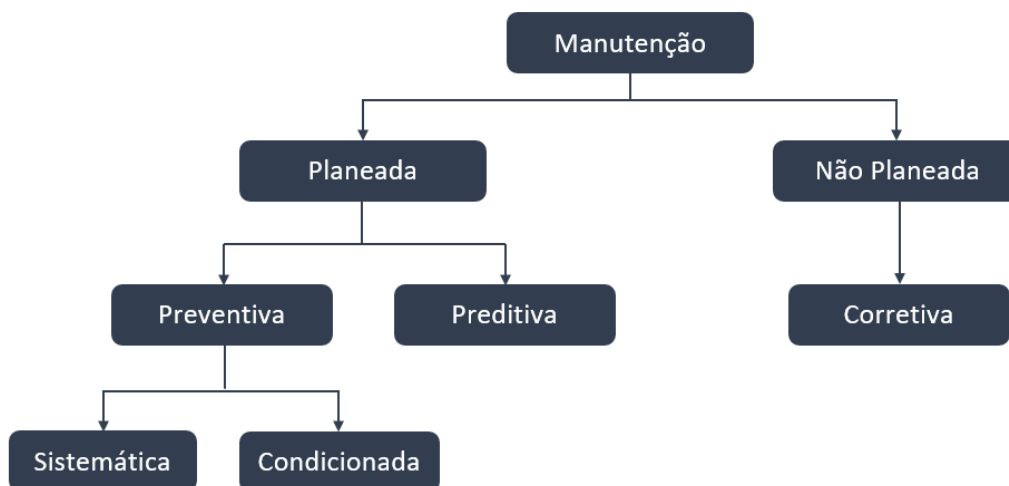 Manutenção
Planeada
Não Planeada
Preventiva
Preditiva
Corretiva
Sistemática
Condicionada